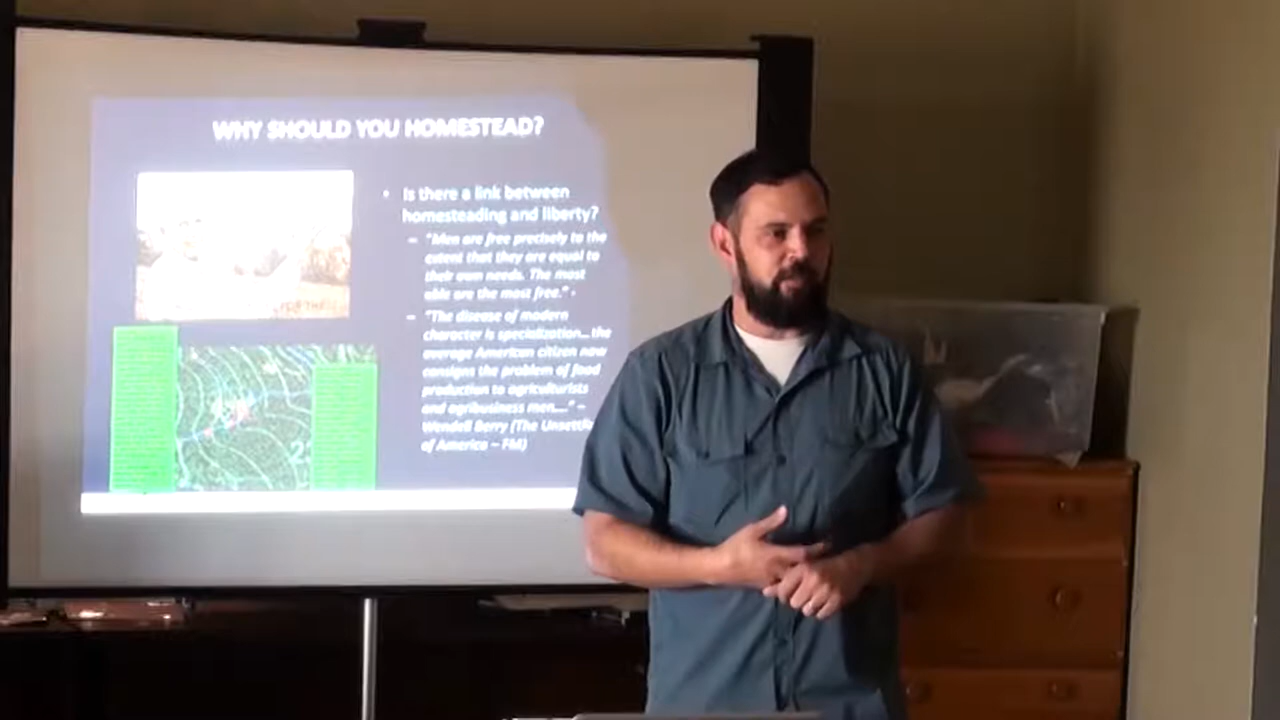 WHY SHOULD YOU HOMESTEAD?
• Is there a link between
homesteading and liberty?
– "Men are free precisely to the
extent that they are equal to
their own needs. The most
able are the most free." -
– "The disease of modern
character is specialization...the
average American citizen now
consigns the problem of food
production to agriculturists
and agribusiness men...." –
Wendell Berry (The
of America – FM)